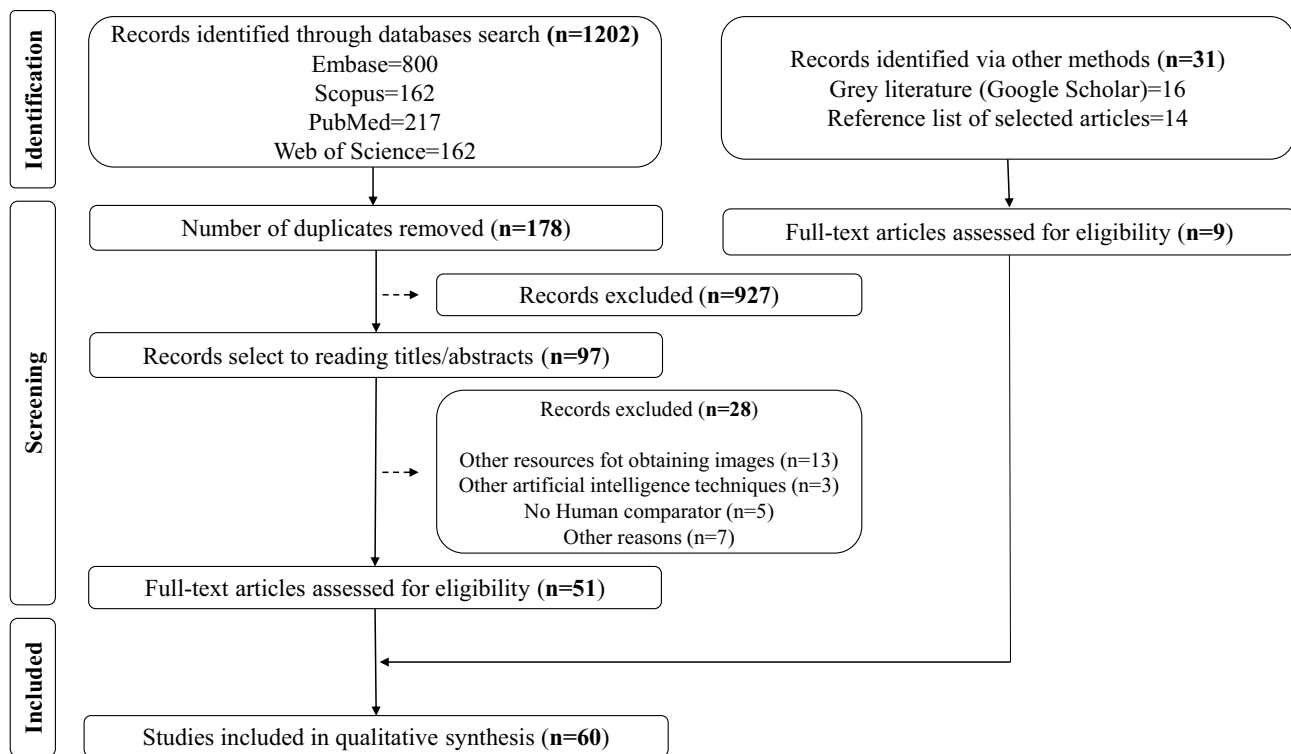 Identification
Records identified through databases search (n=1202)
Embase=800
Scopus=162
PubMed=217
Web of Science=162
Records identified via other methods (n=31)
Grey literature (Google Scholar)=16
Reference list of selected articles=14
Screening
Number of duplicates removed (n=178)
Full-text articles assessed for eligibility (n=9)
Records excluded (n=927)
Records select to reading titles/abstracts (n=97)
Records excluded (n=28)
Other resources fot obtaining images (n=13)
Other artificial intelligence techniques (n=3)
No Human comparator (n=5)
Other reasons (n=7)
Full-text articles assessed for eligibility (n=51)
Included
Studies included in qualitative synthesis (n=60)